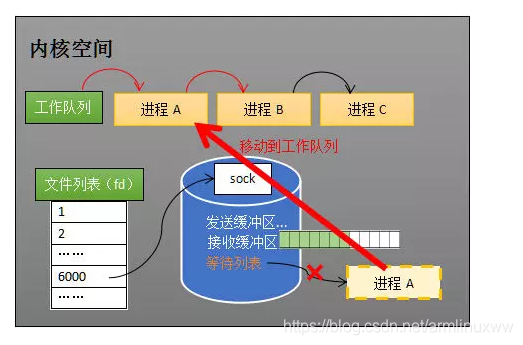 内核空间
工作队列
进程 A
进程 B
进程 C
移动到工作队列
文件列表（fd）
sock
1
2
……
6000
……
发送缓冲区...
接收缓冲区
等待列表
进程 A
https://blog.csdn.net/armlinuxww